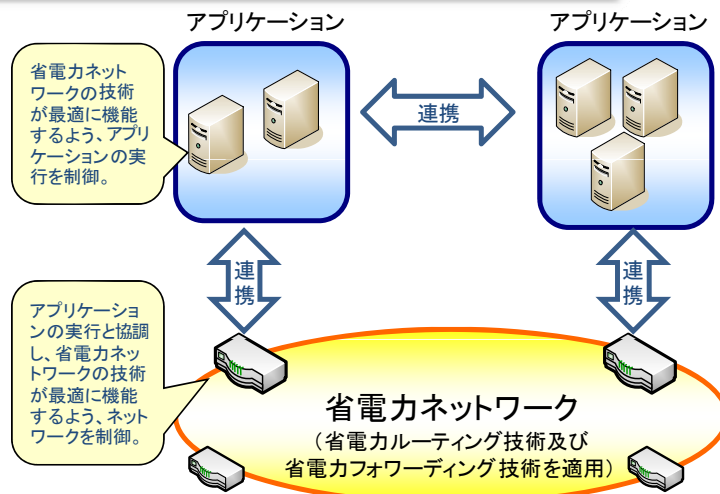 アプリケーション
アプリケーション
省電力ネット
ワークの技術
が最適に機能
するよう、アプリ
ケーションの実
行を制御。
連携
連
携
連
携
アプリケーショ
ンの実行と協調
し、省電力ネッ
トワークの技術
が最適に機能
するよう、ネット
ワークを制御。
省電力ネットワーク
（省電力ルーティング技術及び
省電力フォワーディング技術を適用）